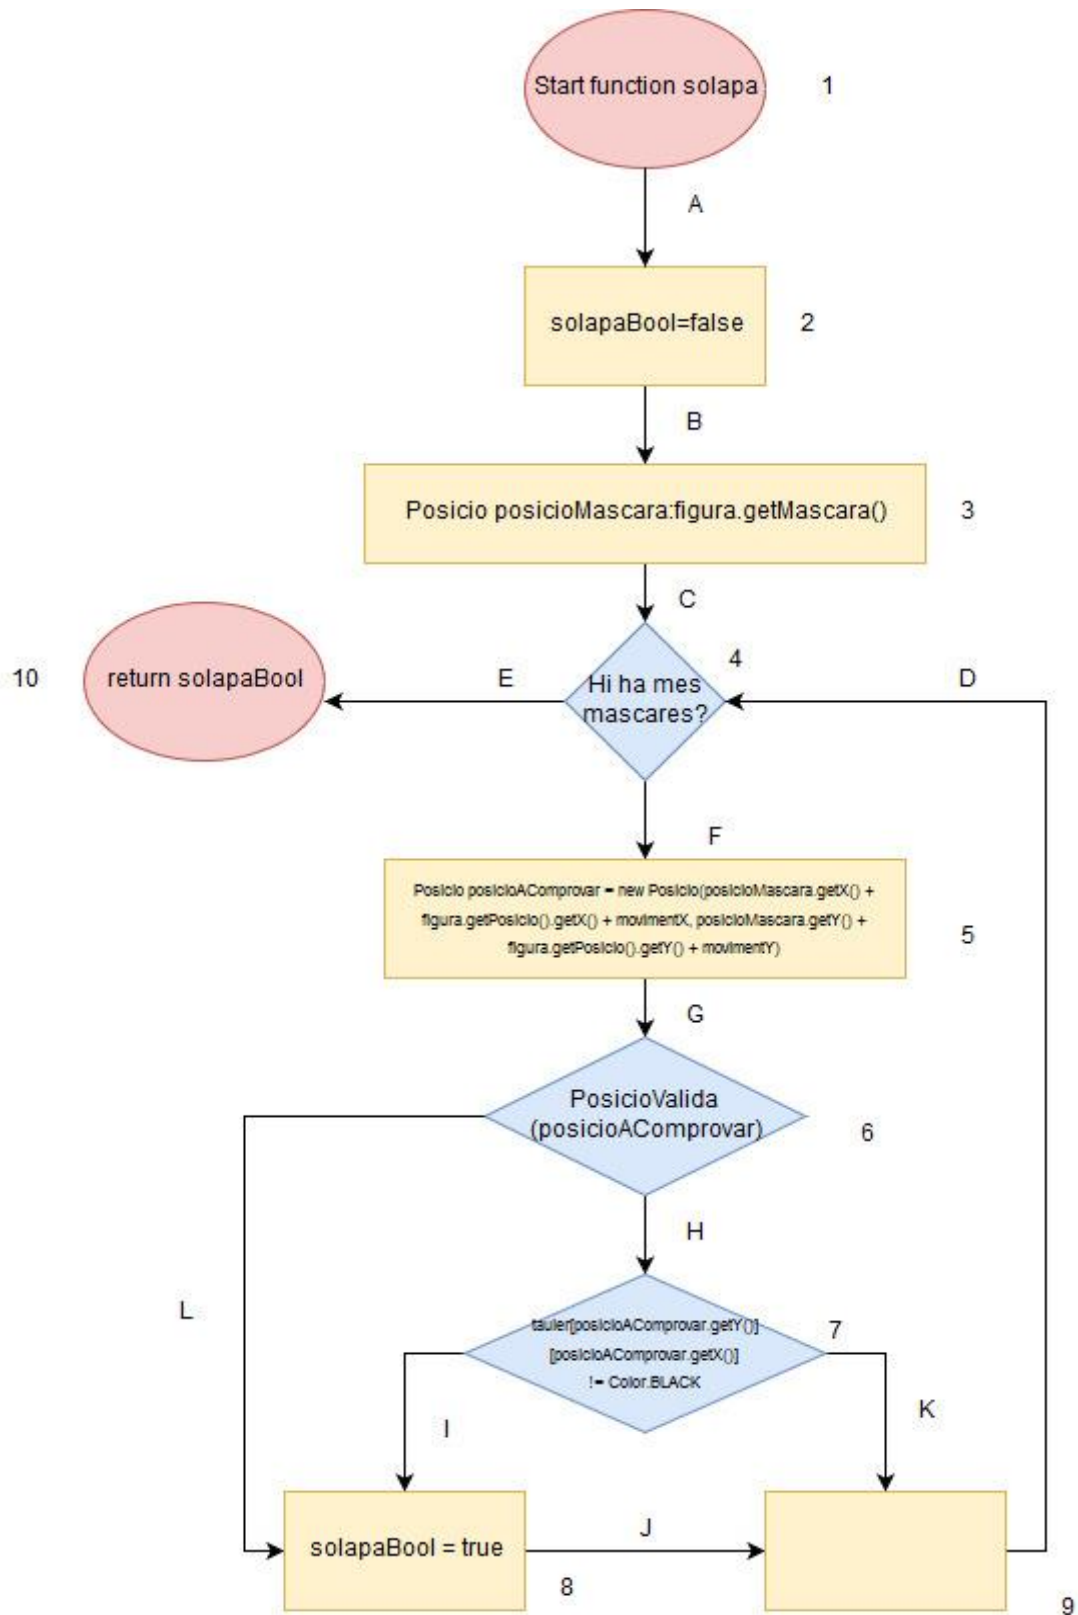 Start function solapa
1
A
solapaBool=false
2
B
Posicio posicioMascara:figura.getMascara()
3
C
10
return solapaBool
E
Hi ha mes
mascares?
4
D
F
Posicio posicioAComprovar = new Posicio(posicioMascara.getX() +
figura.getPosicio().getX() + movimentX, posicioMascara.getY() +
figura.getPosicio().getY() + movimentY)
5
G
PosicioValida
(posicioAComprovar)
6
H
L
tauler[posicioAComprovar.getY()]
[posicioAComprovar.getX()]
!= Color.BLACK
7
I
K
solapaBool = true
J
8
9